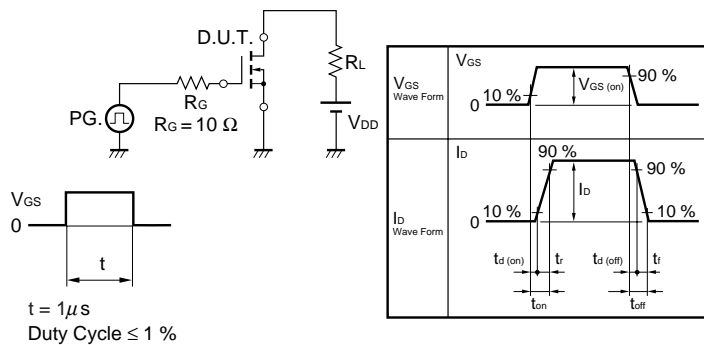 D.U.T.
RL
RG
RG = 10 Ω
PG.
VDD
VGS
0
t
t = 1µs
Duty Cycle ≤ 1 %
VGS
Wave Form
VGS
10 %
0
VGS (on)
90 %
ID
Wave Form
ID
90 %
90 %
ID
10 %
0
10 %
td (on)
tr
td (off)
tf
ton
toff